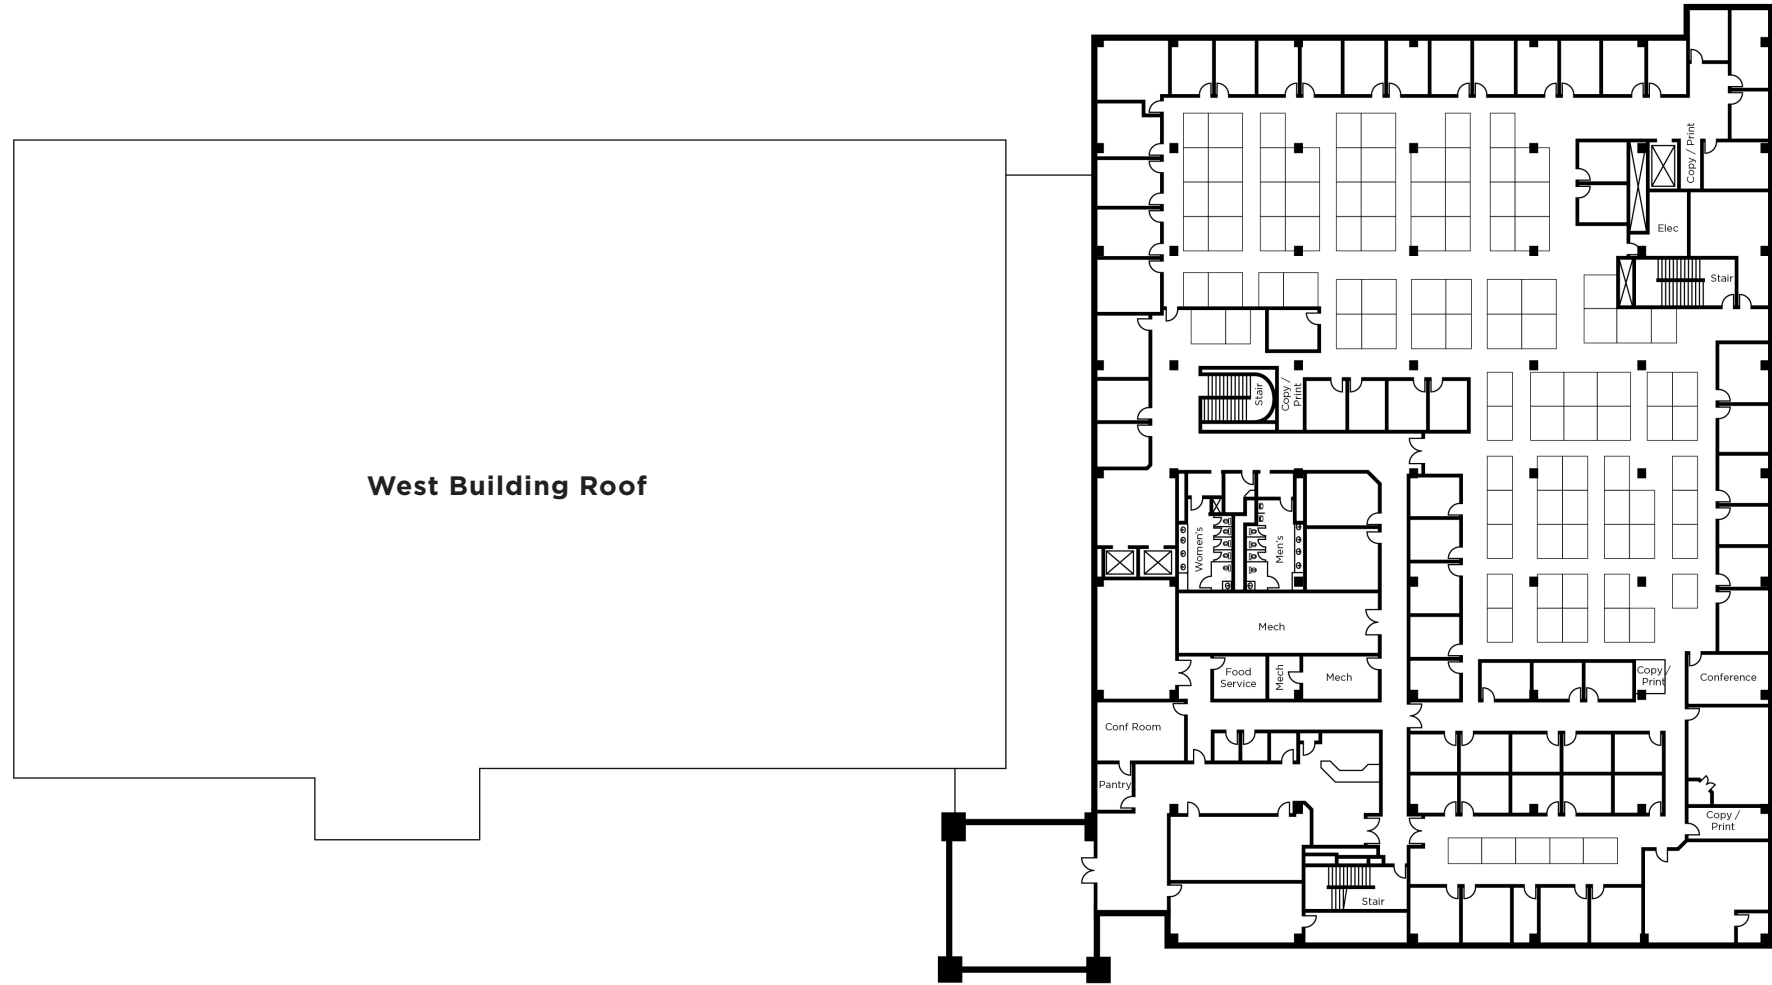 Copy / Print
Elec
Stair
Stair
Copy /
Print
West Building Roof
Women's
Men's
Mech
Food
Service
Mech
Mech
Copy /
Print
Conference
Conf Room
Pantry
Copy /
Print
Stair